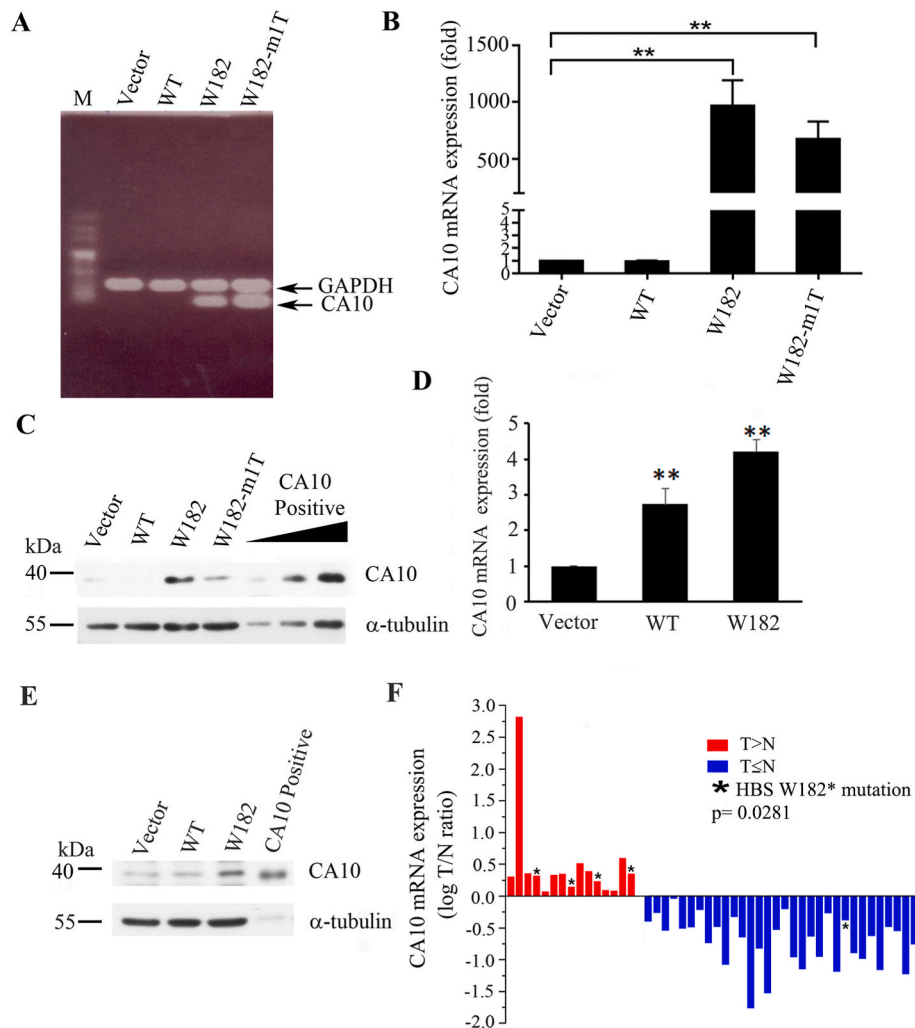 A
M
Vector
WT
W182
W182-m1T
GAPDH
CA10
B
CA10 mRNA expression (fold)
1500
1000
500
5
4
3
2
1
0
**
**
Vector
WT
W182
W182-m1T
C
kDa
Vector
WT
W182
W182-m1T
CA10
Positive
40
CA10
55
α-tubulin
D
CA10 mRNA expression (fold)
5
4
3
2
1
0
**
**
Vector
WT
W182
E
kDa
Vector
WT
W182
CA10 Positive
40
CA10
55
α-tubulin
F
CA10 mRNA expression
(log T/N ratio)
3.0
2.5
2.0
1.5
1.0
0.5
0.0
-0.5
-1.0
-1.5
-2.0
T>N
T≤N
* HBS W182* mutation
p= 0.0281
* * * *
*